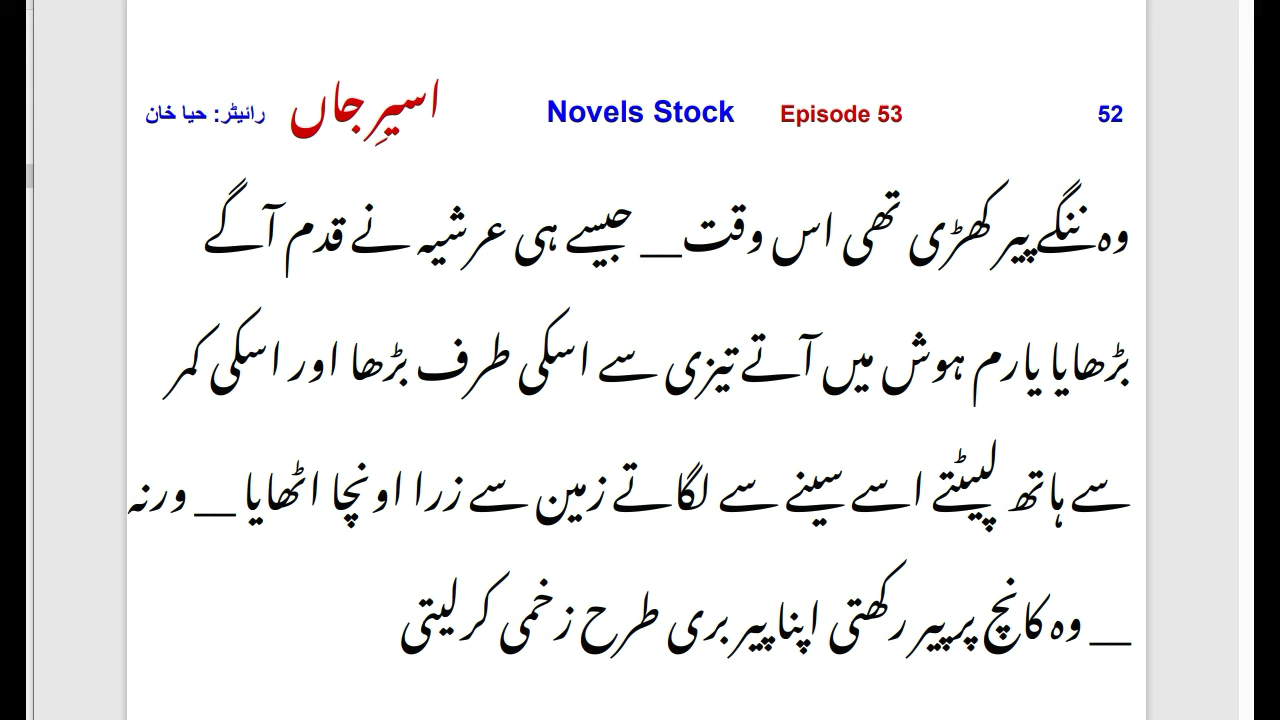 رائیٹر: حیا خان اسیرِ جاں Novels Stock Episode 53 52
وہ ننگے پیر کھڑی تھی اس وقت__ جیسے ہی عرشیہ نے قدم آگے
بڑھایا یارم ہوش میں آتے تیزی سے اسکی طرف بڑھا اور اسکی کمر
سے ہاتھ لپیٹتے اسے سینے سے لگاتے زمین سے زرا اونچا اٹھایا__ ورنہ
__ وہ کانچ پر پیر رکھتی اپنا پیر بری طرح زخمی کر لیتی